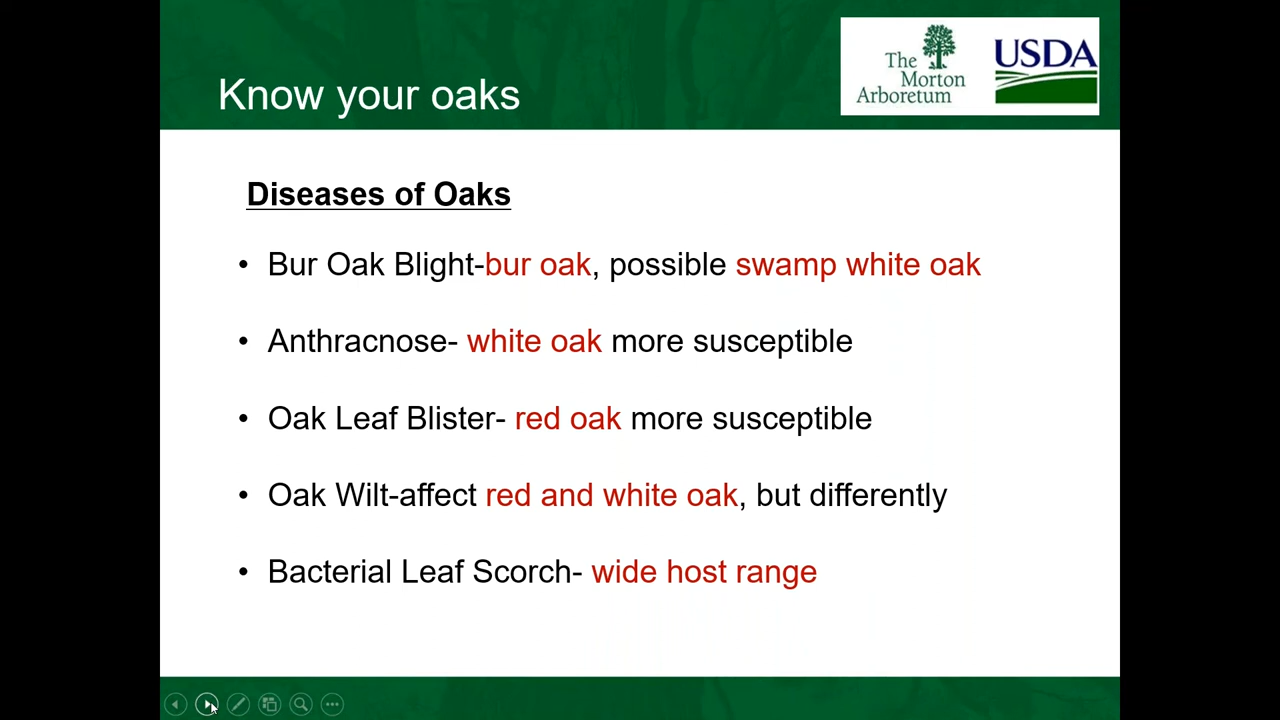 Know your oaks
The
Morton
Arboretum
USDA
Diseases of Oaks
• Bur Oak Blight-bur oak, possible swamp white oak
• Anthracnose- white oak more susceptible
• Oak Leaf Blister- red oak more susceptible
• Oak Wilt-affect red and white oak, but differently
• Bacterial Leaf Scorch- wide host range